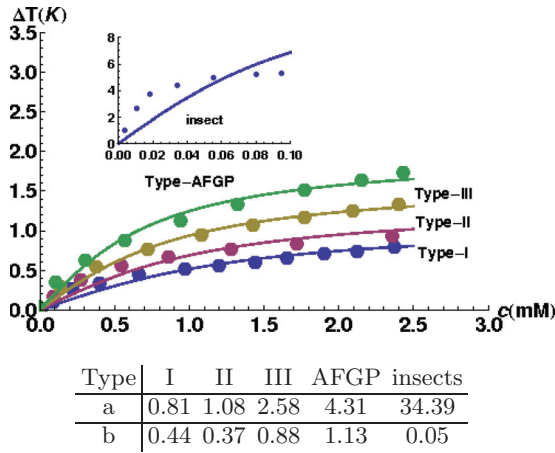 ΔT(K)
3.5
3.0
2.5
2.0
1.5
1.0
0.5
0.0
8
6
4
2
0
insect
0.00 0.02 0.04 0.06 0.08 0.10
Type-AFGP
Type-III
Type-II
Type-I
0.0 0.5 1.0 1.5 2.0 2.5 3.0
c(mM)
Type I II III AFGP insects
a 0.81 1.08 2.58 4.31 34.39
b 0.44 0.37 0.88 1.13 0.05